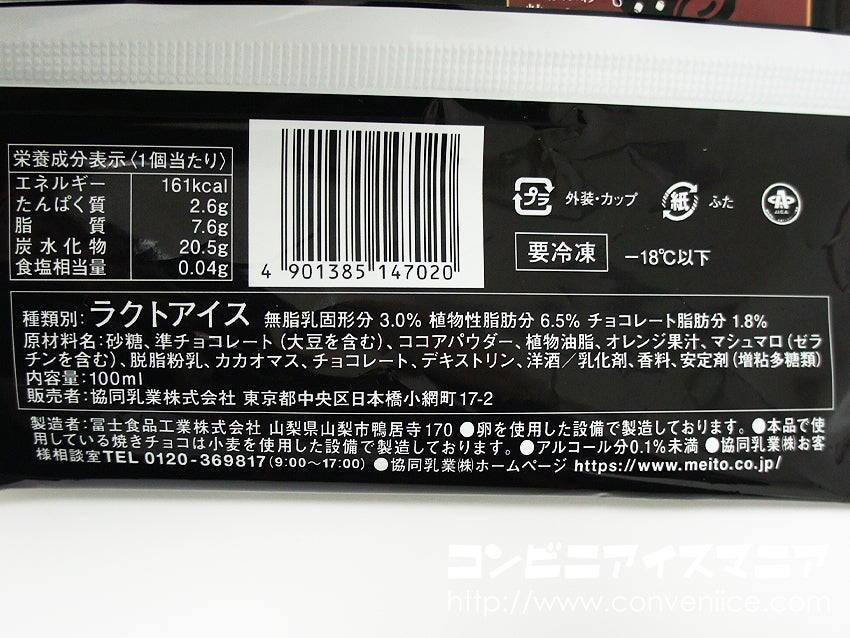 栄養成分表示〈1個当たり〉
エネルギー 161kcal
たんぱく質 2.6g
脂質 7.6g
炭水化物 20.5g
食塩相当量 0.04g
4 901385 147020
プラ 外装・カップ
紙 ふた
要冷凍 −18℃以下
種類別:ラクトアイス 無脂乳固形分 3.0% 植物性脂肪分 6.5% チョコレート脂肪分 1.8%
原材料名:砂糖、準チョコレート（大豆を含む）、ココアパウダー、植物油脂、オレンジ果汁、マシュマロ（ゼラ
チンを含む）、脱脂粉乳、カカオマス、チョコレート、デキストリン、洋酒／乳化剤、香料、安定剤（増粘多糖類）
内容量:100ml
販売者:協同乳業株式会社 東京都中央区日本橋小網町17-2
製造者:冨士食品工業株式会社 山梨県山梨市鴨居寺170 ●卵を使用した設備で製造しております。●本品で使
用している焼きチョコは小麦を使用した設備で製造しております。●アルコール分0.1%未満 ●協同乳業㈱お客
様相談室TEL 0120-369817(9:00〜17:00) ●協同乳業㈱ホームページ https://www.meito.co.jp/
コンビニアイスマニア
http://www.conveniice.com/